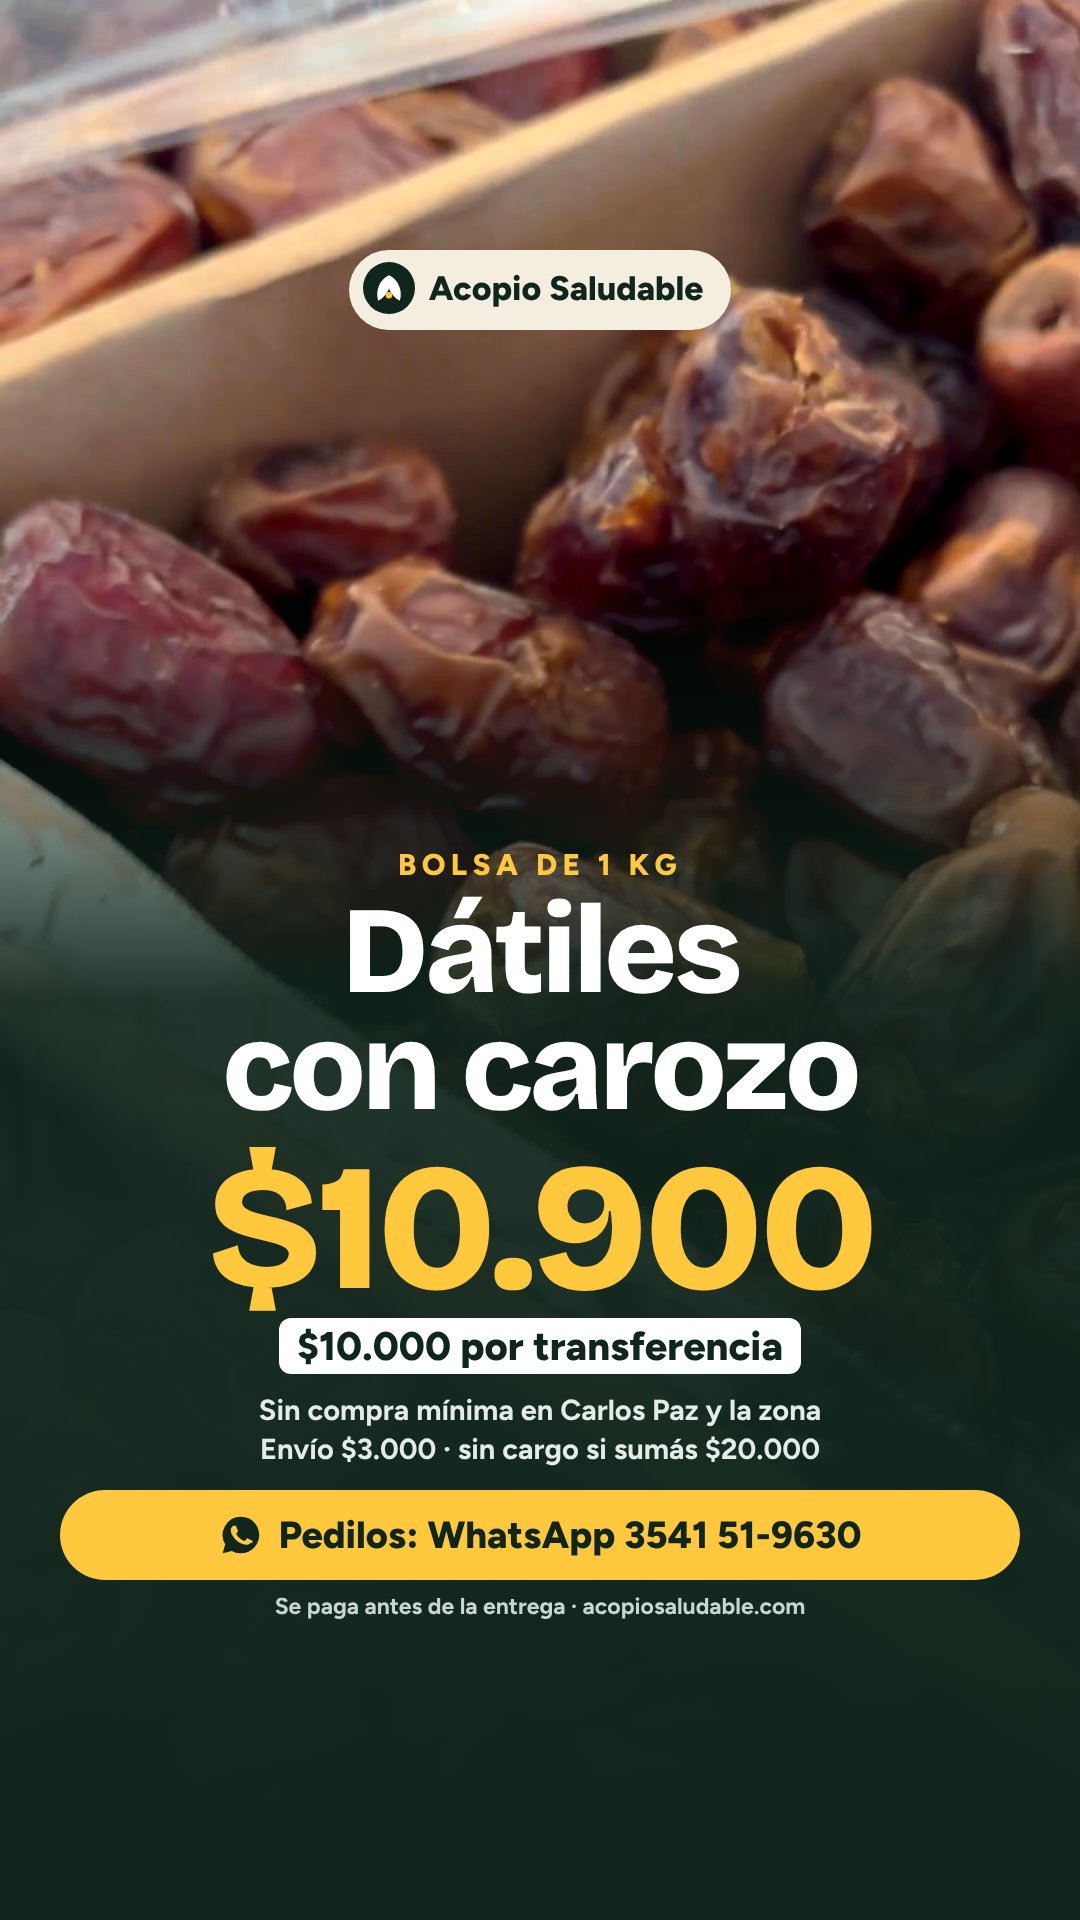 Acopio Saludable
BOLSA DE 1 KG
Dátiles
con carozo
$10.900
$10.000 por transferencia
Sin compra mínima en Carlos Paz y la zona
Envío $3.000 · sin cargo si sumás $20.000
Pedilos: WhatsApp 3541 51-9630
Se paga antes de la entrega · acopiosaludable.com